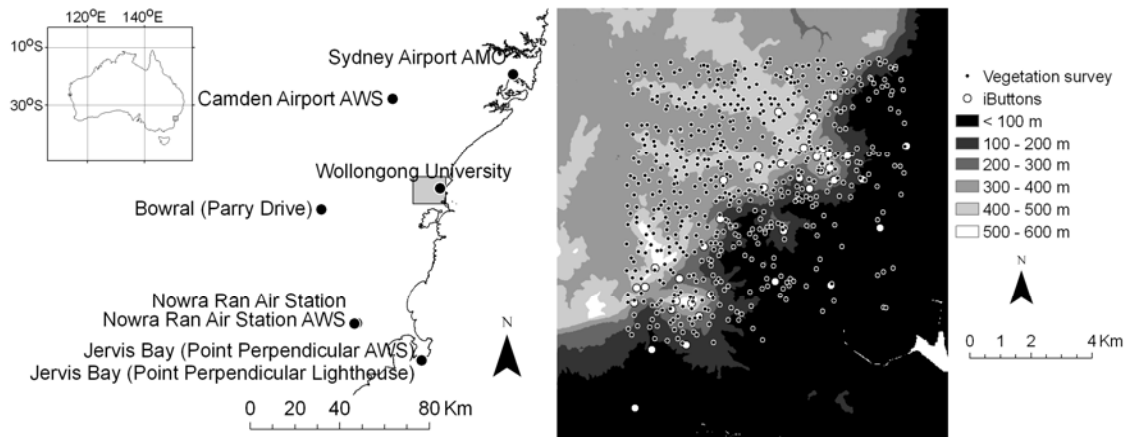 120°E 140°E
10°S
30°S
Sydney Airport AMO
Camden Airport AWS
Wollongong University
Bowral (Parry Drive)
Nowra Ran Air Station
Nowra Ran Air Station AWS
Jervis Bay (Point Perpendicular AWS)
Jervis Bay (Point Perpendicular Lighthouse)
N
0 20 40 80 Km
Vegetation survey
iButtons
< 100 m
100 - 200 m
200 - 300 m
300 - 400 m
400 - 500 m
500 - 600 m
N
0 1 2 4 Km